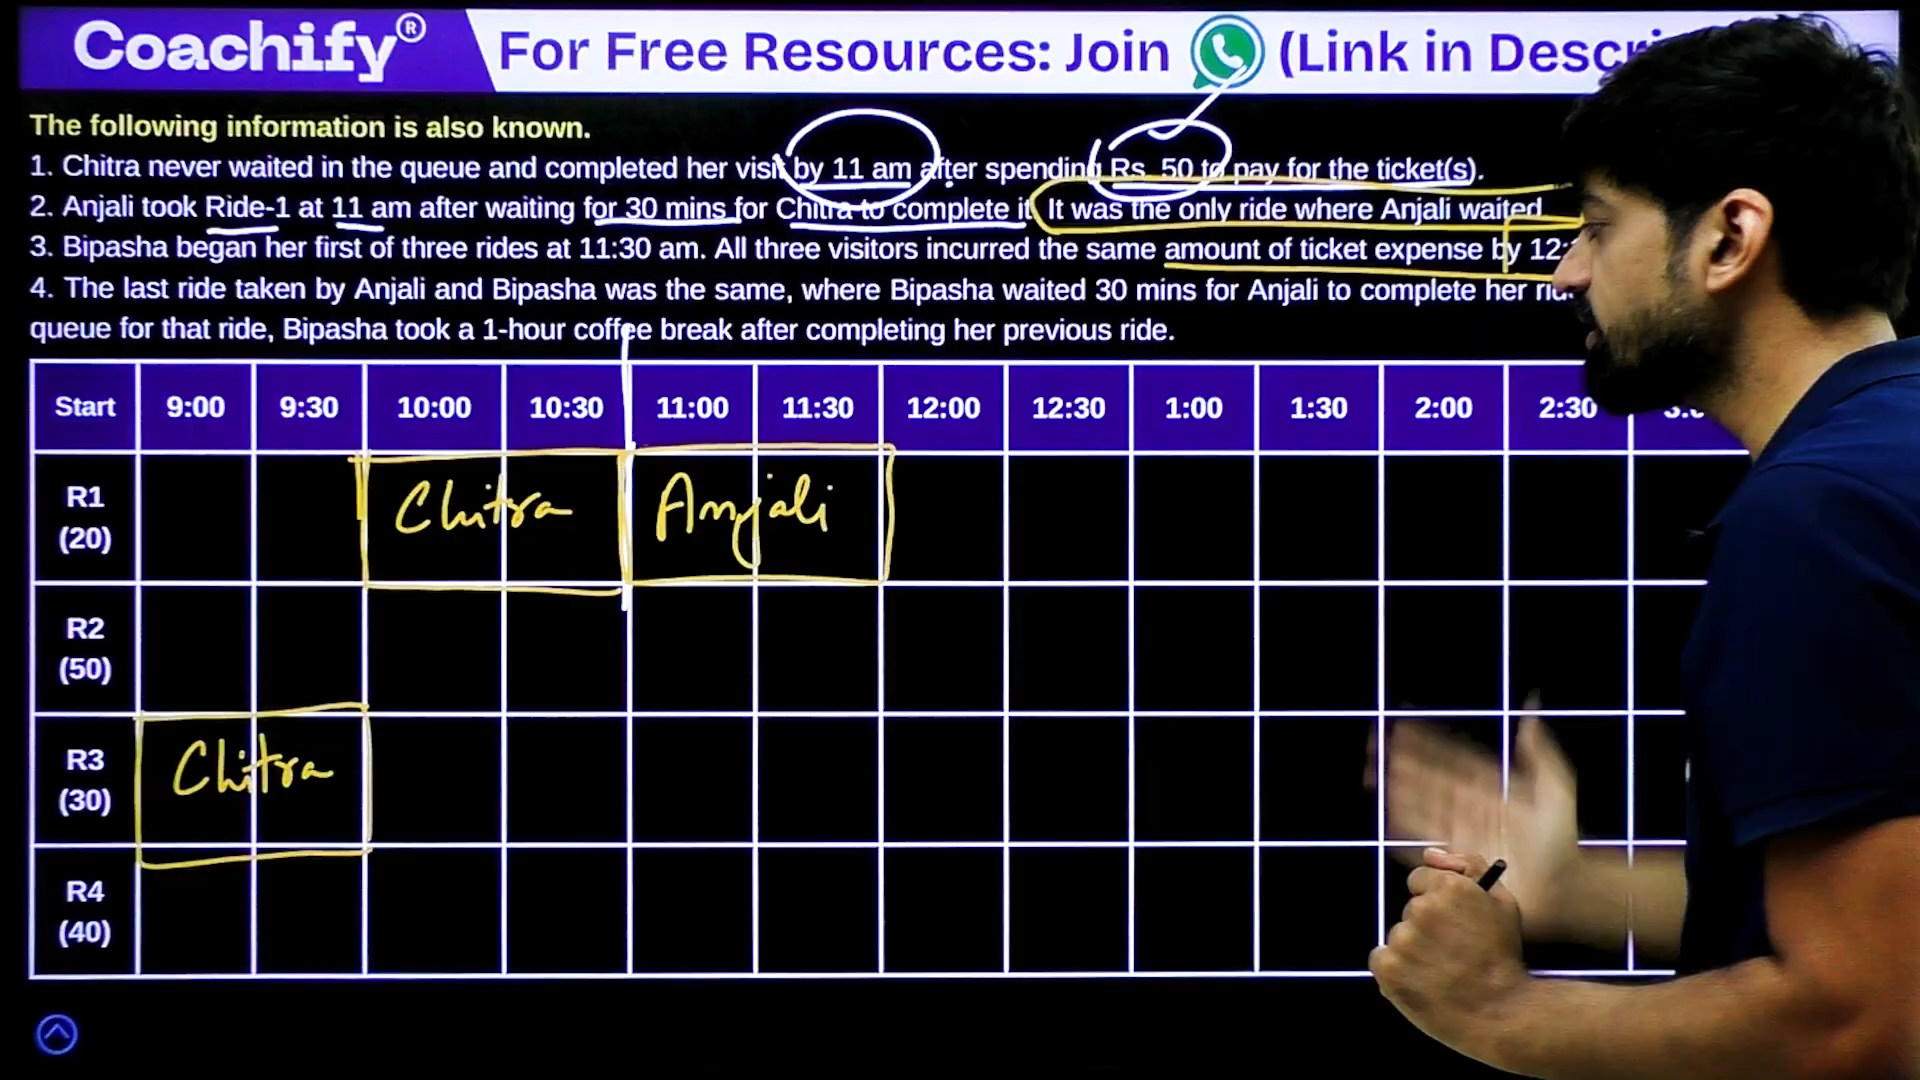 Coachify®
For Free Resources: Join (Link in Descri
The following information is also known.
1. Chitra never waited in the queue and completed her visit by 11 am after spending Rs. 50 to pay for the ticket(s).
2. Anjali took Ride-1 at 11 am after waiting for 30 mins for Chitra to complete it. It was the only ride where Anjali waited.
3. Bipasha began her first of three rides at 11:30 am. All three visitors incurred the same amount of ticket expense by 12:
4. The last ride taken by Anjali and Bipasha was the same, where Bipasha waited 30 mins for Anjali to complete her
queue for that ride, Bipasha took a 1-hour coffee break after completing her previous ride.
Start 9:00 9:30 10:00 10:30 11:00 11:30 12:00 12:30 1:00 1:30 2:00 2:30
R1
(20)
Chitra Anjali
R2
(50)
R3
(30)
Chitra
R4
(40)